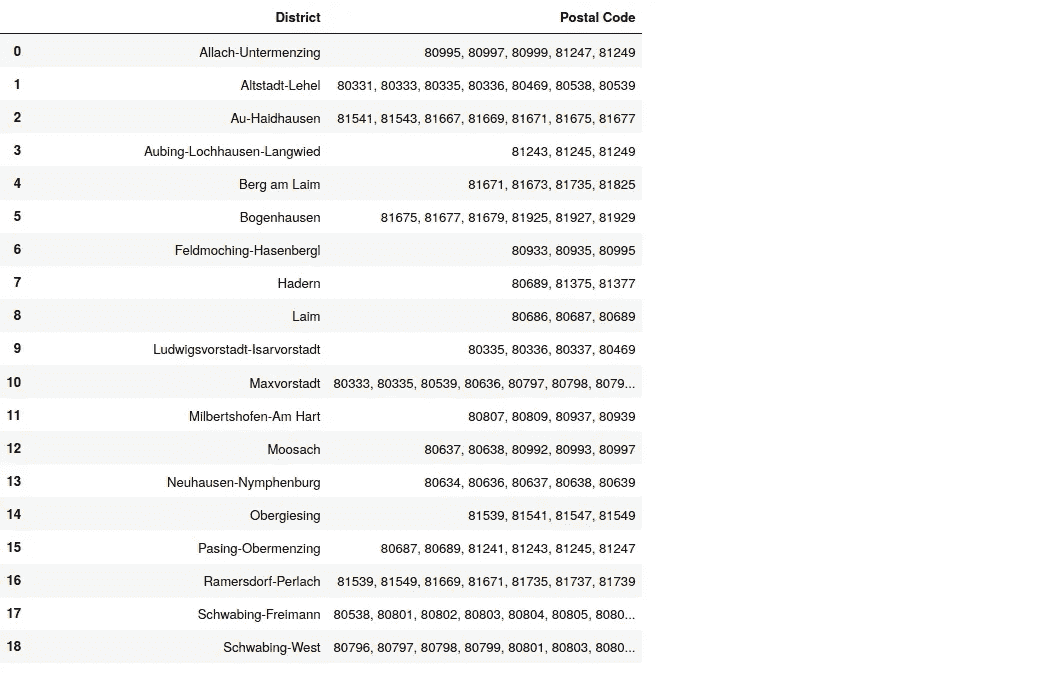 District Postal Code
0 Allach-Untermenzing 80995, 80997, 80999, 81247, 81249
1 Altstadt-Lehel 80331, 80333, 80335, 80336, 80469, 80538, 80539
2 Au-Haidhausen 81541, 81543, 81667, 81669, 81671, 81675, 81677
3 Aubing-Lochhausen-Langwied 81243, 81245, 81249
4 Berg am Laim 81671, 81673, 81735, 81825
5 Bogenhausen 81675, 81677, 81679, 81925, 81927, 81929
6 Feldmoching-Hasenbergl 80933, 80935, 80995
7 Hadern 80689, 81375, 81377
8 Laim 80686, 80687, 80689
9 Ludwigsvorstadt-Isarvorstadt 80335, 80336, 80337, 80469
10 Maxvorstadt 80333, 80335, 80539, 80636, 80797, 80798, 8079...
11 Milbertshofen-Am Hart 80807, 80809, 80937, 80939
12 Moosach 80637, 80638, 80992, 80993, 80997
13 Neuhausen-Nymphenburg 80634, 80636, 80637, 80638, 80639
14 Obergiesing 81539, 81541, 81547, 81549
15 Pasing-Obermenzing 80687, 80689, 81241, 81243, 81245, 81247
16 Ramersdorf-Perlach 81539, 81549, 81669, 81671, 81735, 81737, 81739
17 Schwabing-Freimann 80538, 80801, 80802, 80803, 80804, 80805, 8080...
18 Schwabing-West 80796, 80797, 80798, 80799, 80801, 80803, 8080...